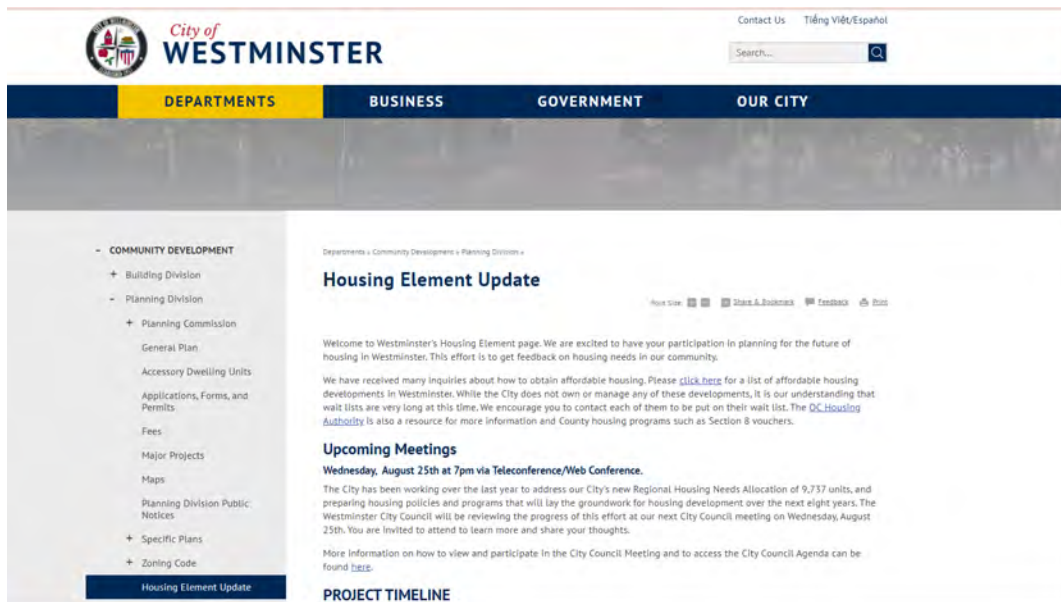 Contact Us Tiếng Việt/Español
City of
WESTMINSTER
Search...
DEPARTMENTS BUSINESS GOVERNMENT OUR CITY
- COMMUNITY DEVELOPMENT
+ Building Division
- Planning Division
+ Planning Commission
General Plan
Accessory Dwelling Units
Applications, Forms, and
Permits
Fees
Major Projects
Maps
Planning Division Public
Notices
+ Specific Plans
+ Zoning Code
Housing Element Update
Departments » Community Development » Planning Division »
Housing Element Update
Font Size: Share & Bookmark Feedback Print
Welcome to Westminster's Housing Element page. We are excited to have your participation in planning for the future of
housing in Westminster. This effort is to get feedback on housing needs in our community.
We have received many inquiries about how to obtain affordable housing. Please click here for a list of affordable housing
developments in Westminster. While the City does not own or manage any of these developments, it is our understanding that
wait lists are very long at this time. We encourage you to contact each of them to be put on their wait list. The OC Housing
Authority is also a resource for more information and County housing programs such as Section 8 vouchers.
Upcoming Meetings
Wednesday, August 25th at 7pm via Teleconference/Web Conference.
The City has been working over the last year to address our City's new Regional Housing Needs Allocation of 9,737 units, and
preparing housing policies and programs that will lay the groundwork for housing development over the next eight years. The
Westminster City Council will be reviewing the progress of this effort at our next City Council meeting on Wednesday, August
25th. You are invited to attend to learn more and share your thoughts.
More information on how to view and participate in the City Council Meeting and to access the City Council Agenda can be
found here.
PROJECT TIMELINE